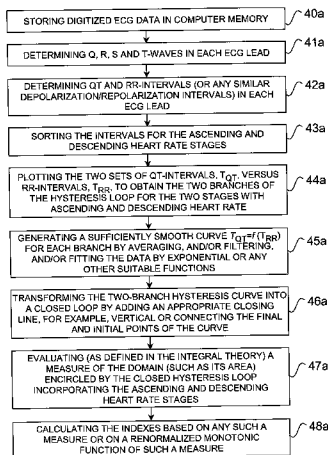 STORING DIGITIZED ECG DATA IN COMPUTER MEMORY
40a
DETERMINING Q, R, S AND T-WAVES IN EACH ECG LEAD
41a
DETERMINING QT AND RR-INTERVALS (OR ANY SIMILAR
DEPOLARIZATION/REPOLARIZATION INTERVALS) IN EACH
ECG LEAD
42a
SORTING THE INTERVALS FOR THE ASCENDING AND
DESCENDING HEART RATE STAGES
43a
PLOTTING THE TWO SETS OF QT-INTERVALS, TQT, VERSUS
RR-INTERVALS, TRR, TO OBTAIN THE TWO BRANCHES OF
THE HYSTERESIS LOOP FOR THE TWO STAGES WITH
ASCENDING AND DESCENDING HEART RATE
44a
GENERATING A SUFFICIENTLY SMOOTH CURVE TQT=f(TRR)
FOR EACH BRANCH BY AVERAGING, AND/OR FILTERING,
AND/OR FITTING THE DATA BY EXPONENTIAL OR ANY
OTHER SUITABLE FUNCTIONS
45a
TRANSFORMING THE TWO-BRANCH HYSTERESIS CURVE INTO
A CLOSED LOOP BY ADDING AN APPROPRIATE CLOSING
LINE, FOR EXAMPLE, VERTICAL OR CONNECTING THE FINAL
AND INITIAL POINTS OF THE CURVE
46a
EVALUATING (AS DEFINED IN THE INTEGRAL THEORY) A
MEASURE OF THE DOMAIN (SUCH AS ITS AREA)
ENCIRCLED BY THE CLOSED HYSTERESIS LOOP
INCORPORATING THE ASCENDING AND DESCENDING
HEART RATE STAGES
47a
CALCULATING THE INDEXES BASED ON ANY SUCH A
MEASURE OR ON A RENORMALIZED MONOTONIC
FUNCTION OF SUCH A MEASURE
48a